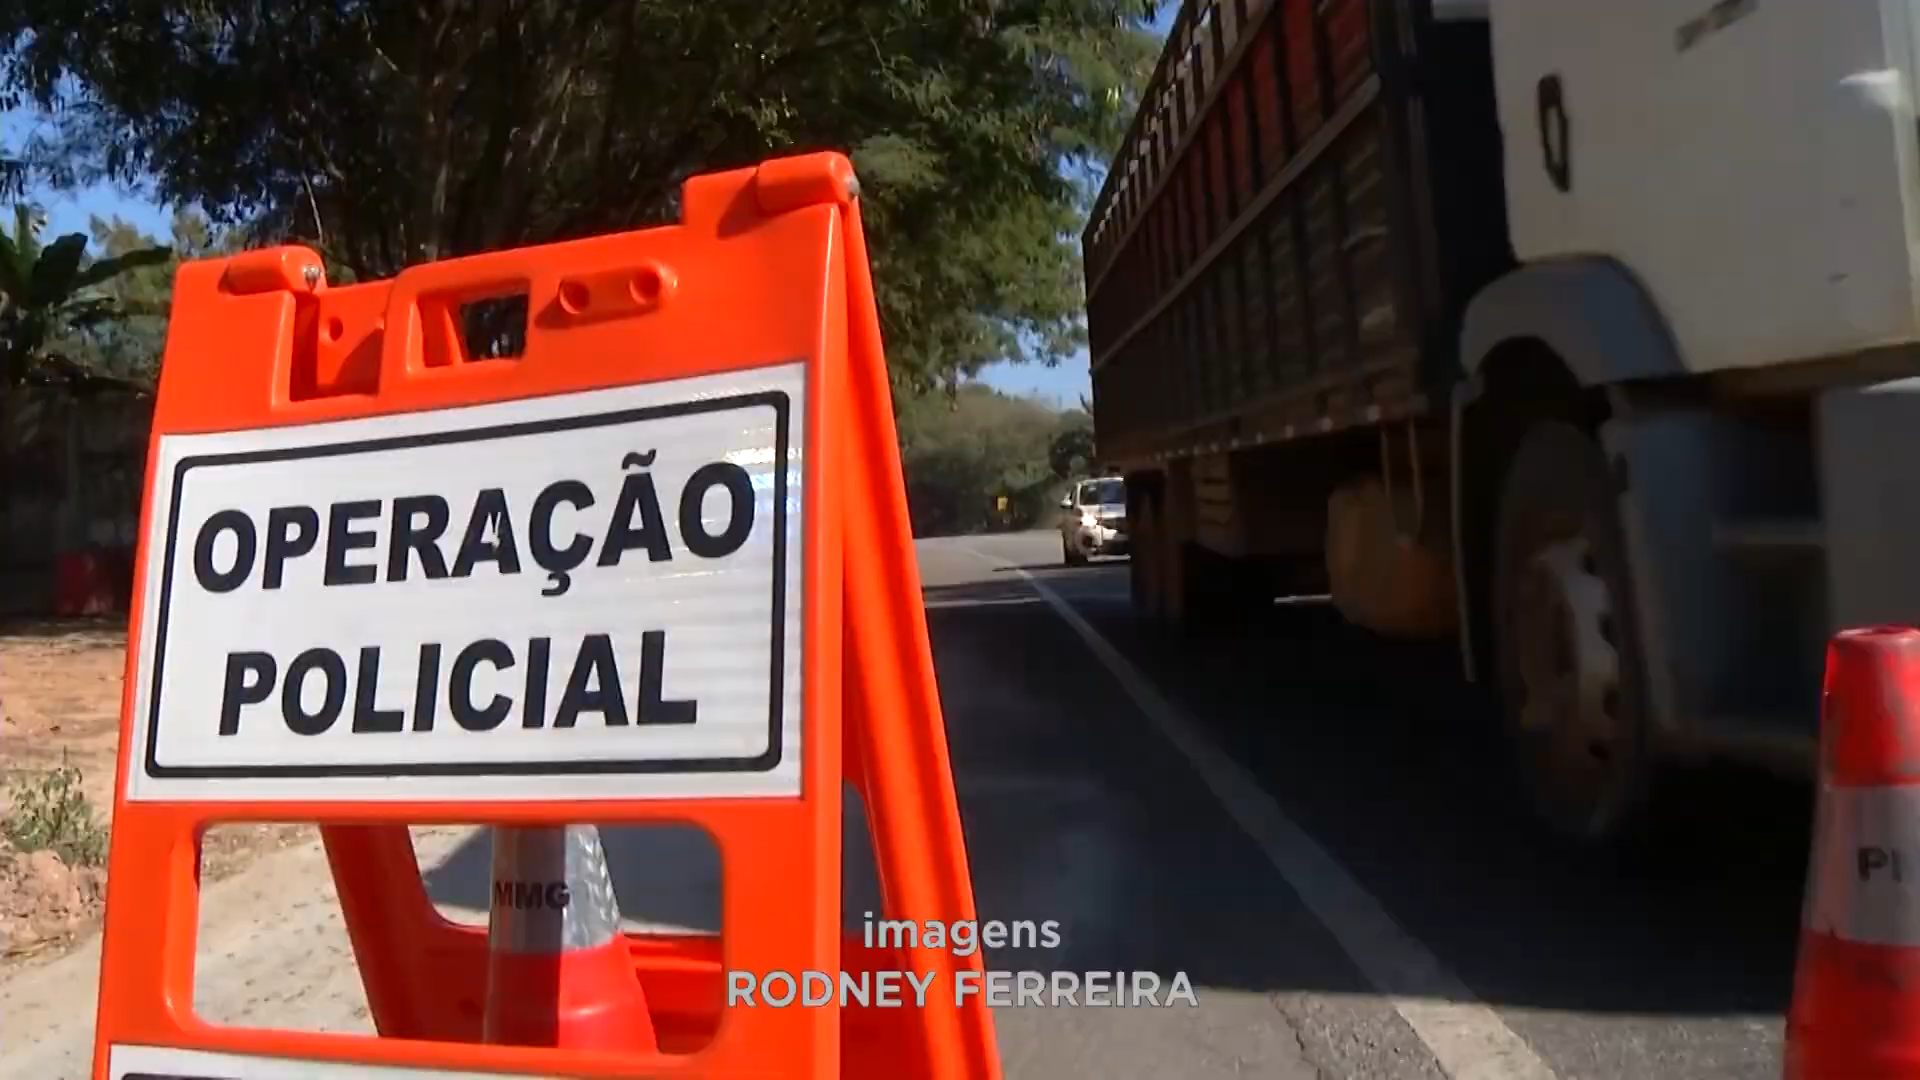 OPERAÇÃO
POLICIAL
MMG
imagens
RODNEY FERREIRA